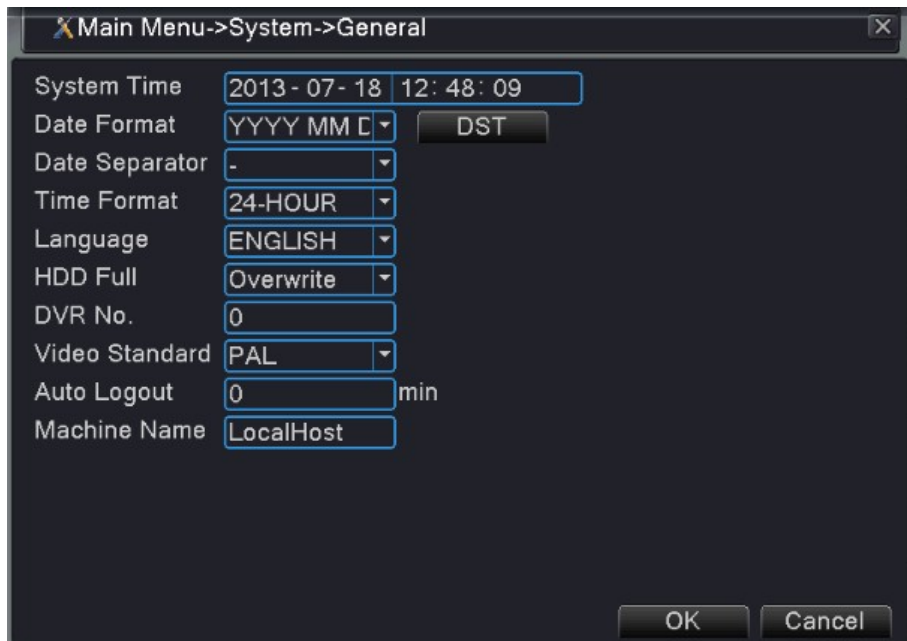 Main Menu->System->General
System Time 2013-07-18 12:48:09
Date Format YYYY MM D DST
Date Separator -
Time Format 24-HOUR
Language ENGLISH
HDD Full Overwrite
DVR No. 0
Video Standard PAL
Auto Logout 0 min
Machine Name LocalHost
OK Cancel